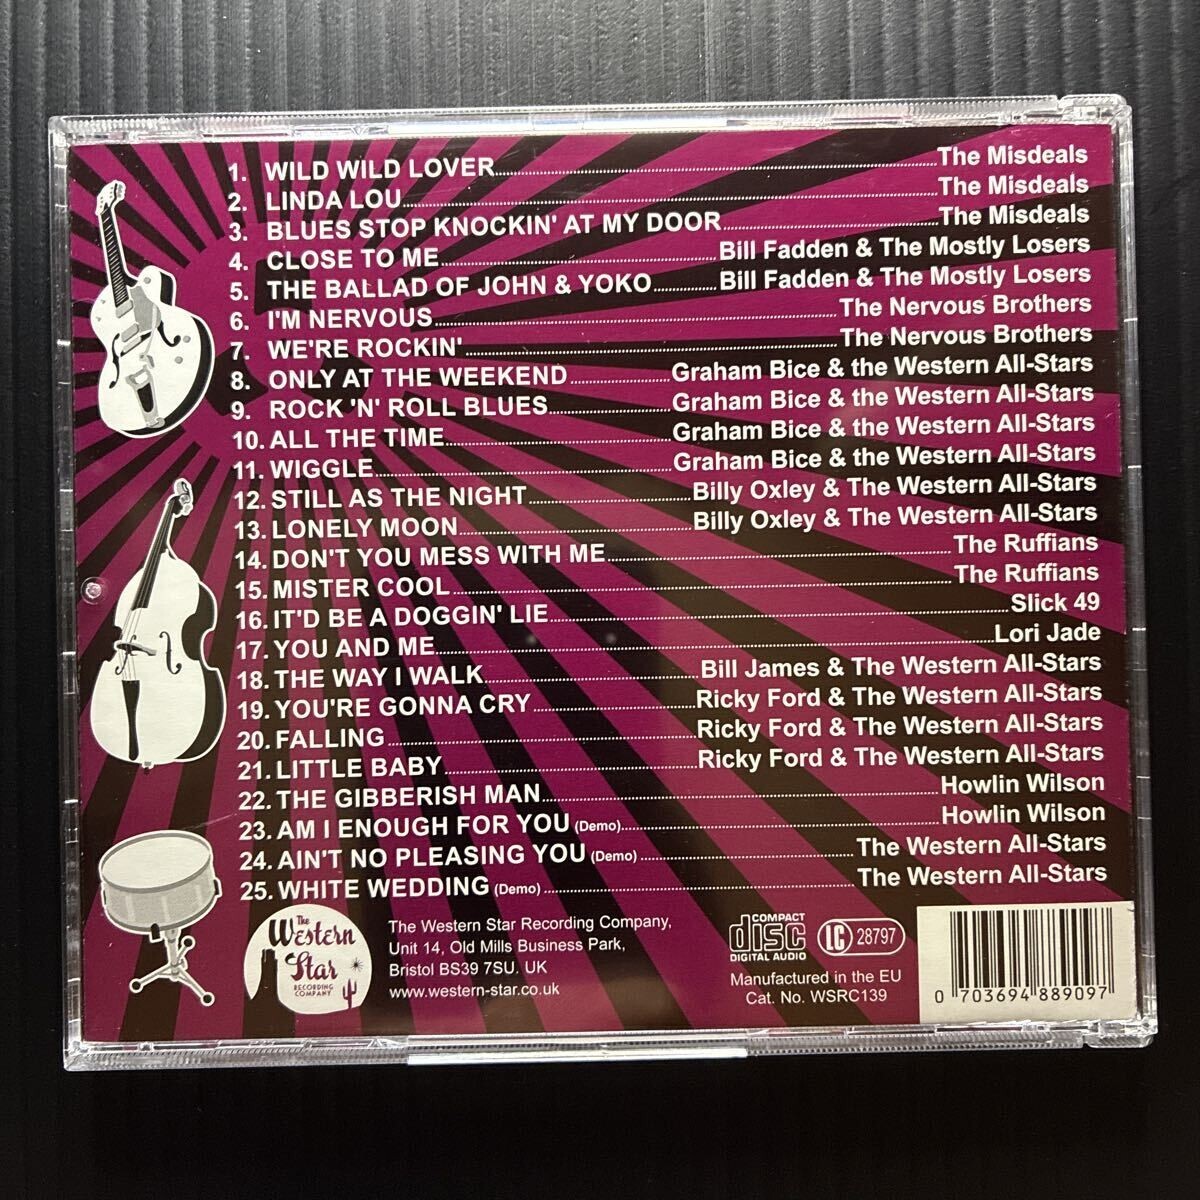 1. WILD WILD LOVER The Misdeals
2. LINDA LOU The Misdeals
3. BLUES STOP KNOCKIN' AT MY DOOR The Misdeals
4. CLOSE TO ME Bill Fadden & The Mostly Losers
5. THE BALLAD OF JOHN & YOKO Bill Fadden & The Mostly Losers
6. I'M NERVOUS The Nervous Brothers
7. WE'RE ROCKIN' The Nervous Brothers
8. ONLY AT THE WEEKEND Graham Bice & the Western All-Stars
9. ROCK 'N' ROLL BLUES Graham Bice & the Western All-Stars
10. ALL THE TIME Graham Bice & the Western All-Stars
11. WIGGLE Graham Bice & the Western All-Stars
12. STILL AS THE NIGHT Billy Oxley & The Western All-Stars
13. LONELY MOON Billy Oxley & The Western All-Stars
14. DON'T YOU MESS WITH ME The Ruffians
15. MISTER COOL The Ruffians
16. IT'D BE A DOGGIN' LIE Slick 49
17. YOU AND ME Lori Jade
18. THE WAY I WALK Bill James & The Western All-Stars
19. YOU'RE GONNA CRY Ricky Ford & The Western All-Stars
20. FALLING Ricky Ford & The Western All-Stars
21. LITTLE BABY Ricky Ford & The Western All-Stars
22. THE GIBBERISH MAN Howlin Wilson
23. AM I ENOUGH FOR YOU (Demo) Howlin Wilson
24. AIN'T NO PLEASING YOU (Demo) The Western All-Stars
25. WHITE WEDDING (Demo) The Western All-Stars
The
Western
Star
RECORDING
COMPANY
The Western Star Recording Company,
Unit 14, Old Mills Business Park,
Bristol BS39 7SU. UK
www.western-star.co.uk
COMPACT
disc
DIGITAL AUDIO
LC 28797
Manufactured in the EU
Cat. No. WSRC139
0 703694 889097